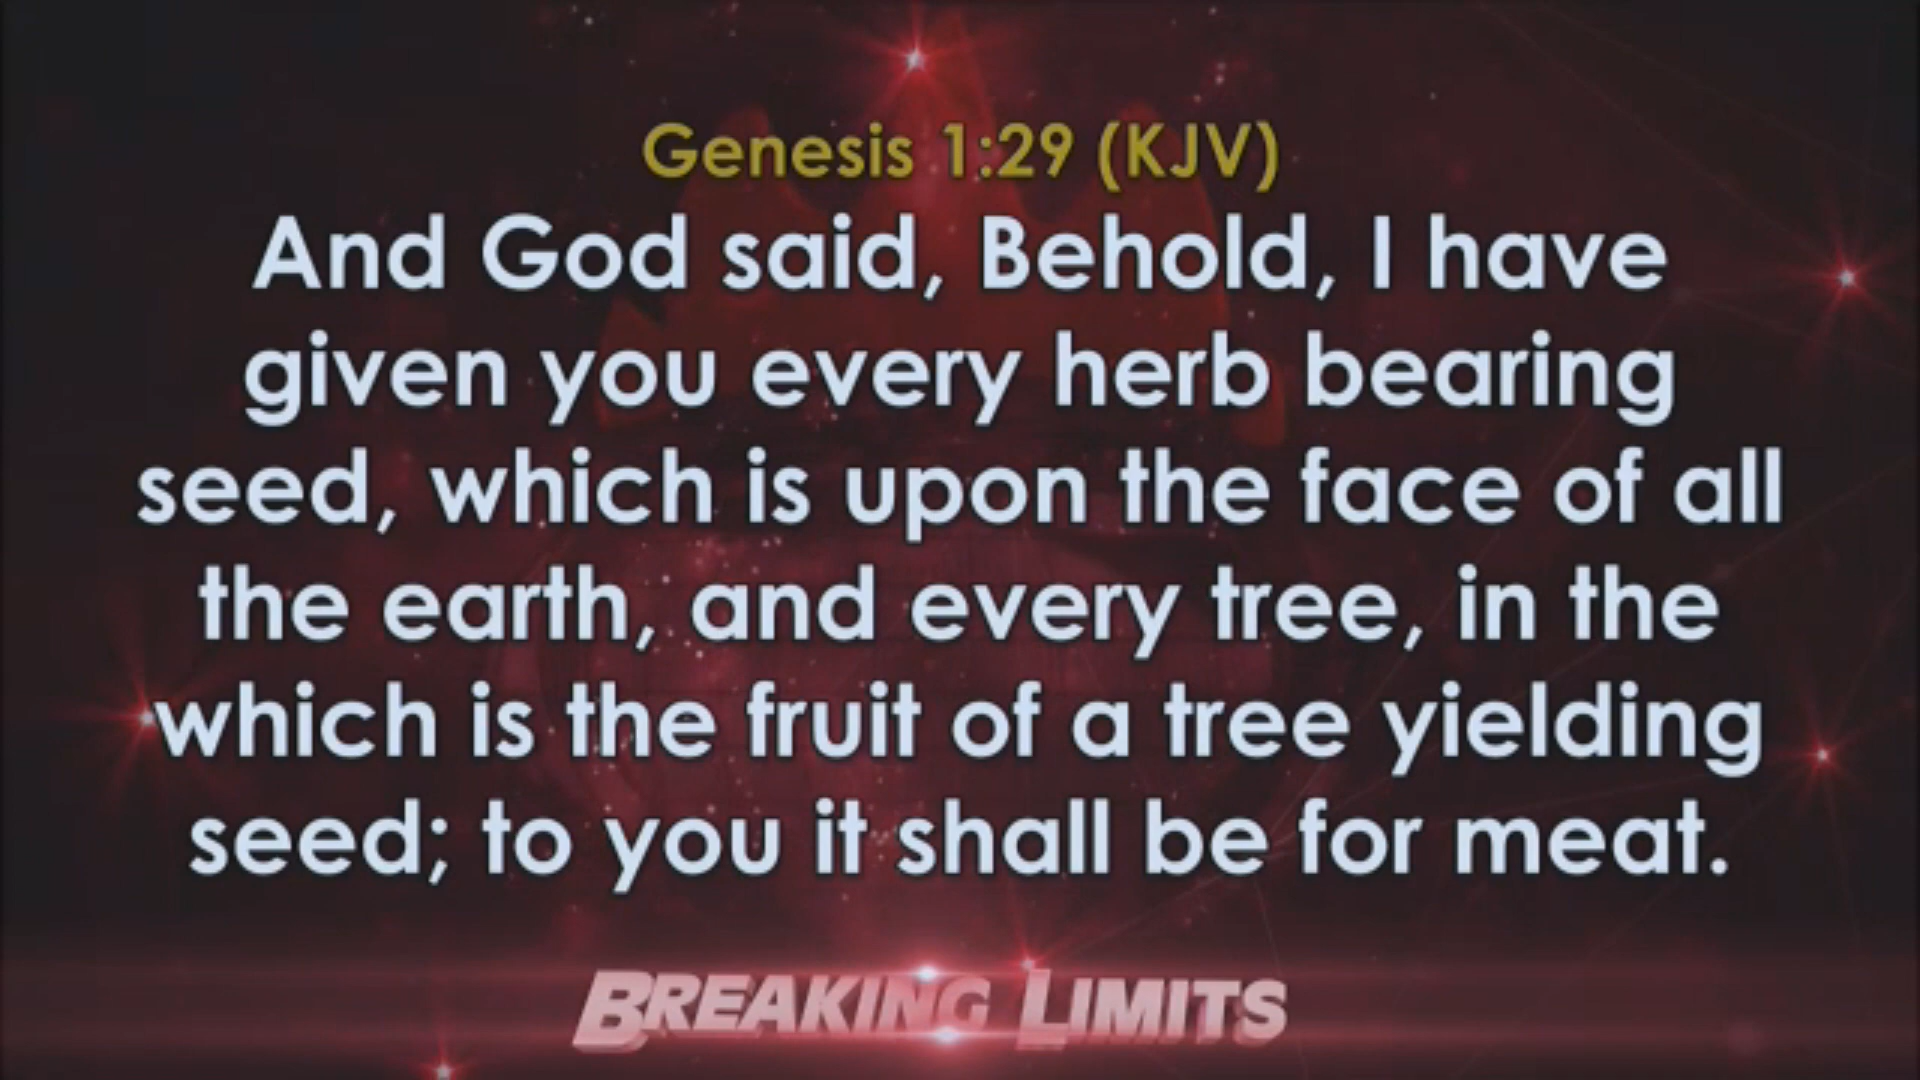 Genesis 1:29 (KJV)
And God said, Behold, I have
given you every herb bearing
seed, which is upon the face of all
the earth, and every tree, in the
which is the fruit of a tree yielding
seed; to you it shall be for meat.
BREAKING LIMITS